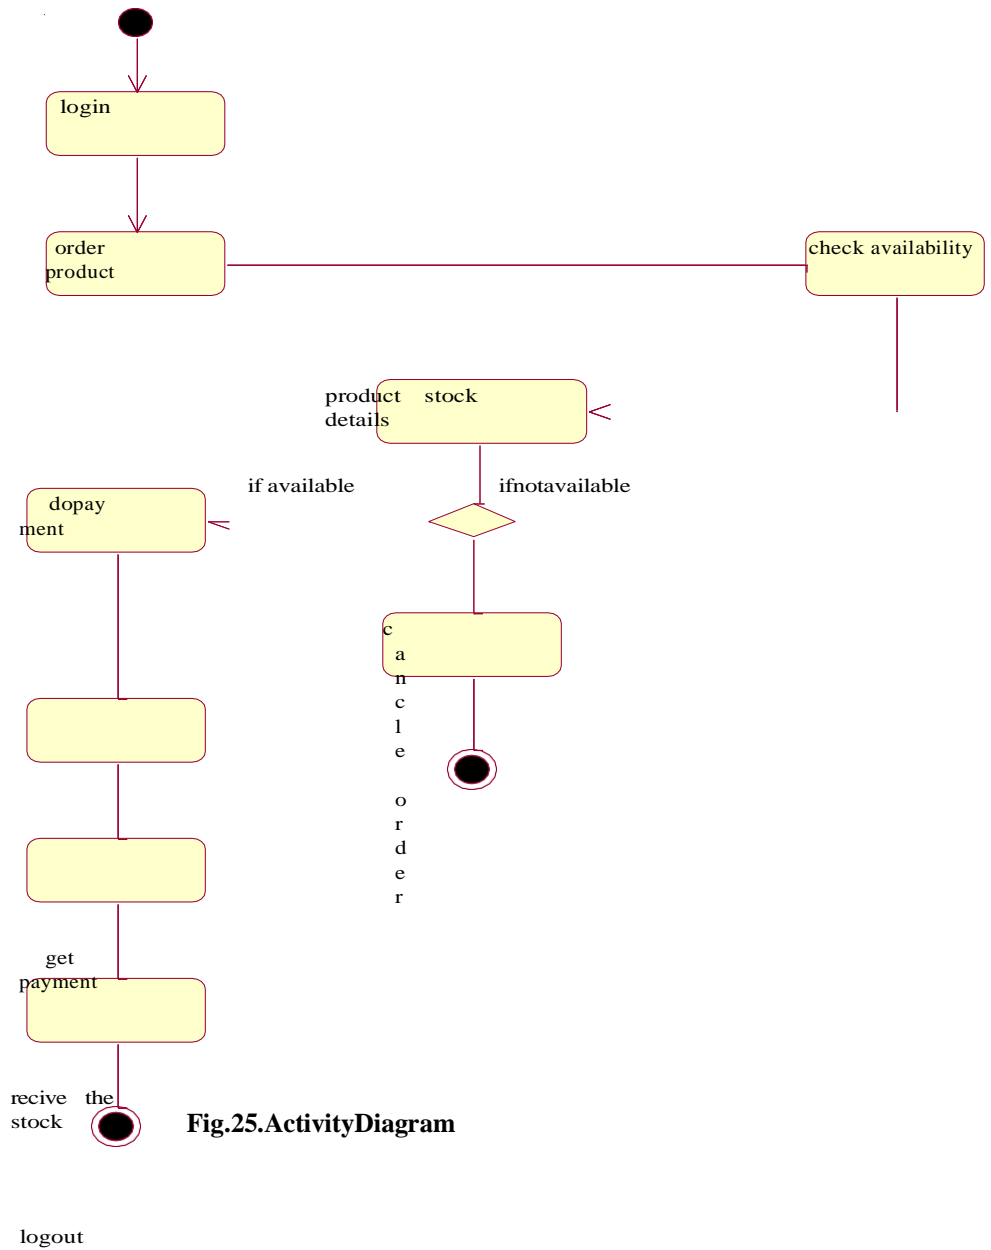 login
order
product
check availability
product stock
details
if available
ifnotavailable
dopay
ment
c
a
n
c
l
e
o
r
d
e
r
get
payment
recive the
stock
Fig.25.ActivityDiagram
logout